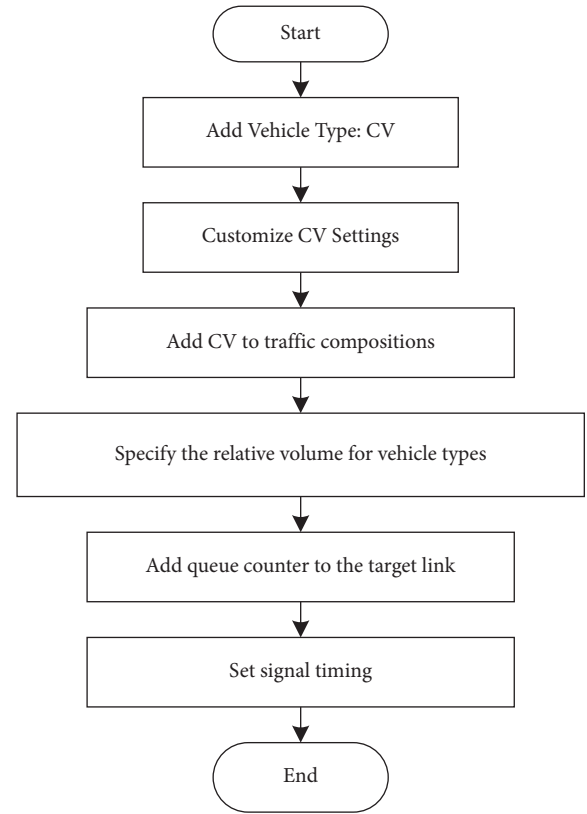 Start
Add Vehicle Type: CV
Customize CV Settings
Add CV to traffic compositions
Specify the relative volume for vehicle types
Add queue counter to the target link
Set signal timing
End